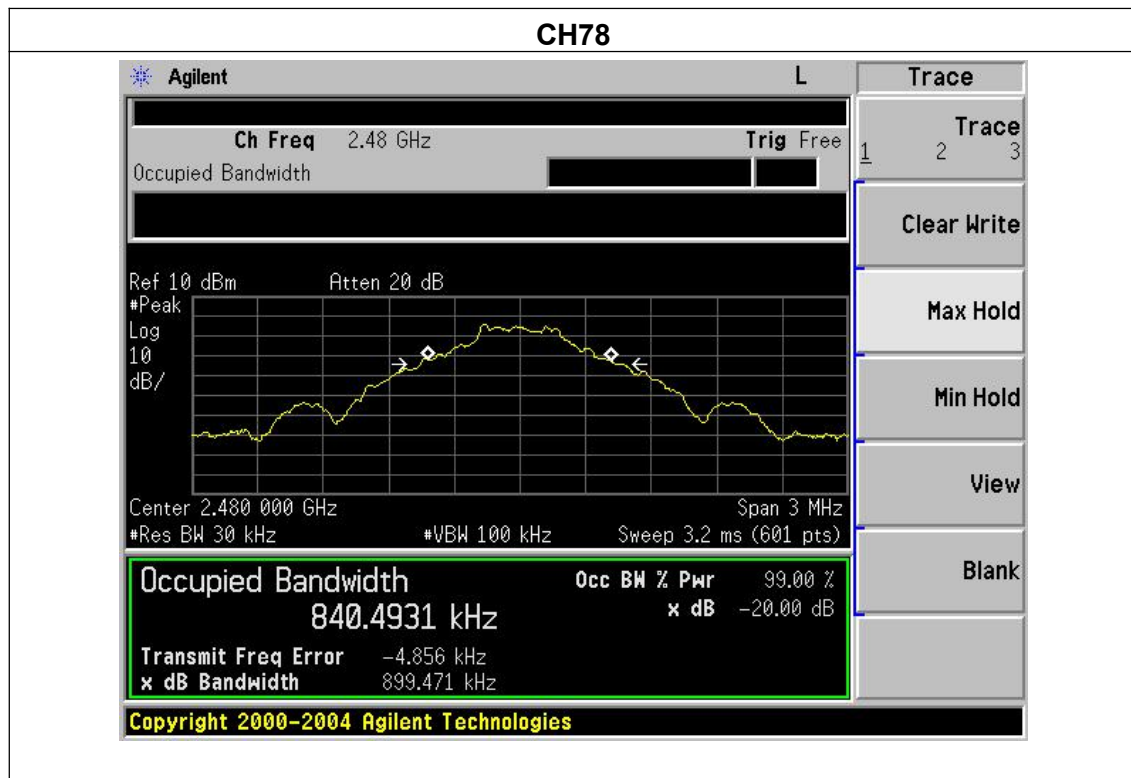 CH78
Agilent L Trace
Ch Freq 2.48 GHz Trig Free
Occupied Bandwidth
Trace
1 2 3
Clear Write
Ref 10 dBm Atten 20 dB
#Peak
Log
10
dB/
Max Hold
Min Hold
View
Center 2.480 000 GHz Span 3 MHz
#Res BW 30 kHz #VBW 100 kHz Sweep 3.2 ms (601 pts)
Occupied Bandwidth Occ BW % Pwr 99.00 %
840.4931 kHz x dB -20.00 dB
Blank
Transmit Freq Error -4.856 kHz
x dB Bandwidth 899.471 kHz
Copyright 2000-2004 Agilent Technologies